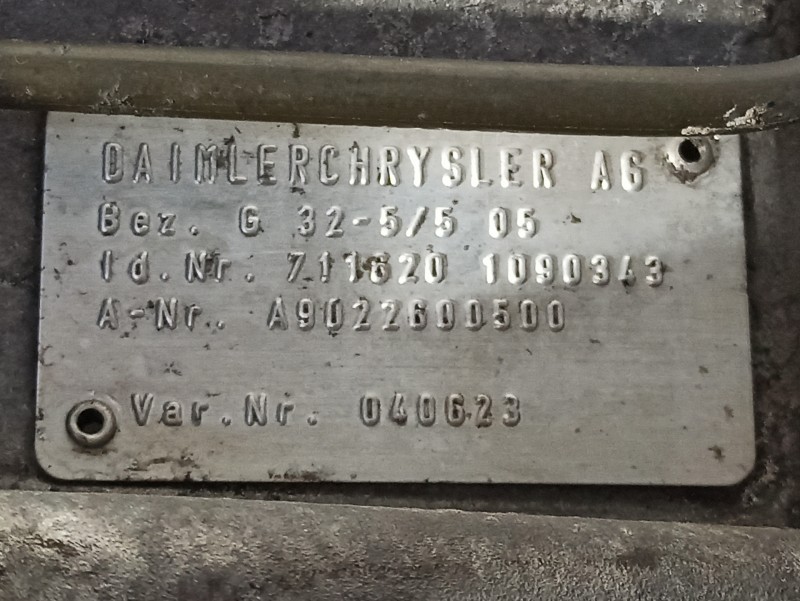 DAIMLERCHRYSLER AG
Bez. G 32-5/5 05
Id.Nr. 711620 1090343
A-Nr. A9022600500
Var.Nr. 040623